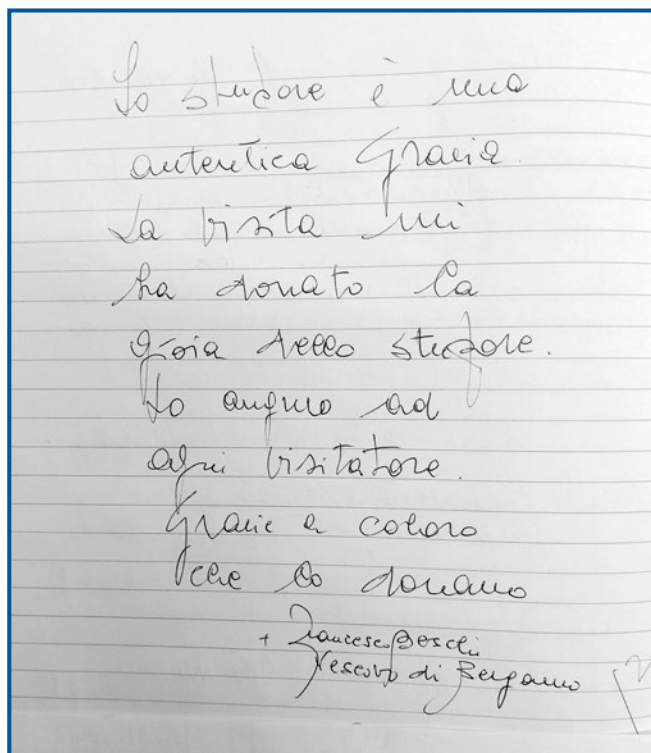 Lo stupore è una
autentica Grazia.
La visita mi
ha donato la
gioia dello stupore.
Lo auguro ad
ogni visitatore.
Grazie a coloro
che lo donano
+ Francesco Beschi
Vescovo di Bergamo